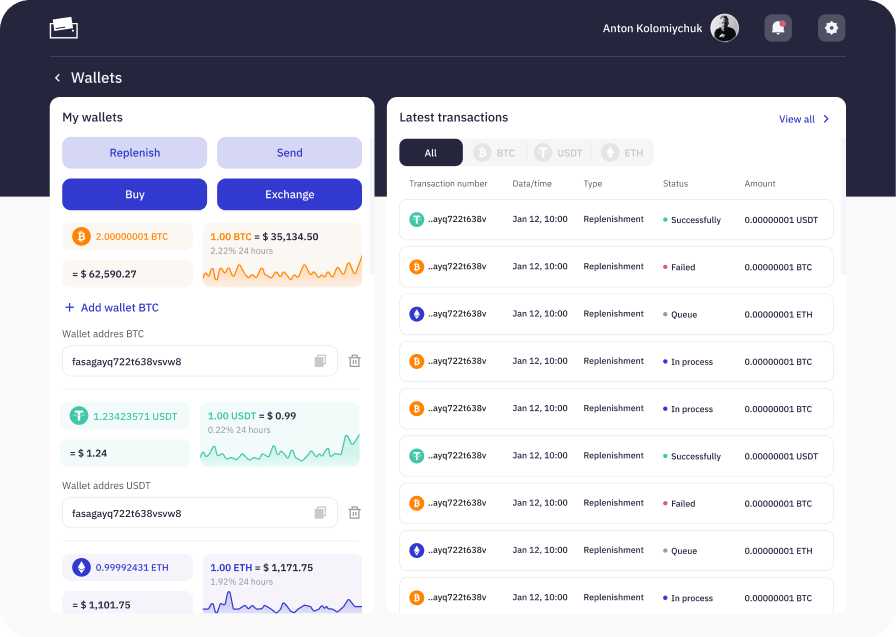 Anton Kolomiychuk
Wallets
My wallets
Replenish
Send
Buy
Exchange
2.00000001 BTC
= $ 62,590.27
1.00 BTC = $ 35,134.50
2.22% 24 hours
Add wallet BTC
Wallet addres BTC
fasagayq722t638vsvw8
1.23423571 USDT
= $ 1.24
1.00 USDT = $ 0.99
0.22% 24 hours
Wallet addres USDT
fasagayq722t638vsvw8
0.99992431 ETH
= $ 1,101.75
1.00 ETH = $ 1,171.75
1.92% 24 hours
Latest transactions
View all
All BTC USDT ETH
Transaction number Data/time Type Status Amount
..ayq722t638v Jan 12, 10:00 Replenishment Successfully 0.00000001 USDT
..ayq722t638v Jan 12, 10:00 Replenishment Failed 0.00000001 BTC
..ayq722t638v Jan 12, 10:00 Replenishment Queue 0.00000001 ETH
..ayq722t638v Jan 12, 10:00 Replenishment In process 0.00000001 BTC
..ayq722t638v Jan 12, 10:00 Replenishment In process 0.00000001 BTC
..ayq722t638v Jan 12, 10:00 Replenishment Successfully 0.00000001 USDT
..ayq722t638v Jan 12, 10:00 Replenishment Failed 0.00000001 BTC
..ayq722t638v Jan 12, 10:00 Replenishment Queue 0.00000001 ETH
..ayq722t638v Jan 12, 10:00 Replenishment In process 0.00000001 BTC